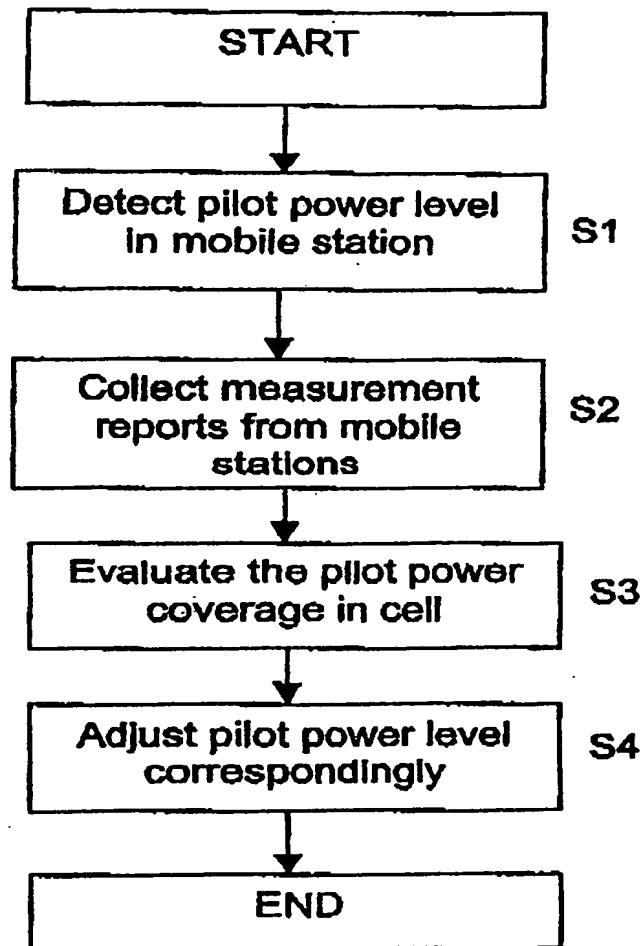 START
Detect pilot power level
in mobile station
S1
Collect measurement
reports from mobile
stations
S2
Evaluate the pilot power
coverage in cell
S3
Adjust pilot power level
correspondingly
S4
END